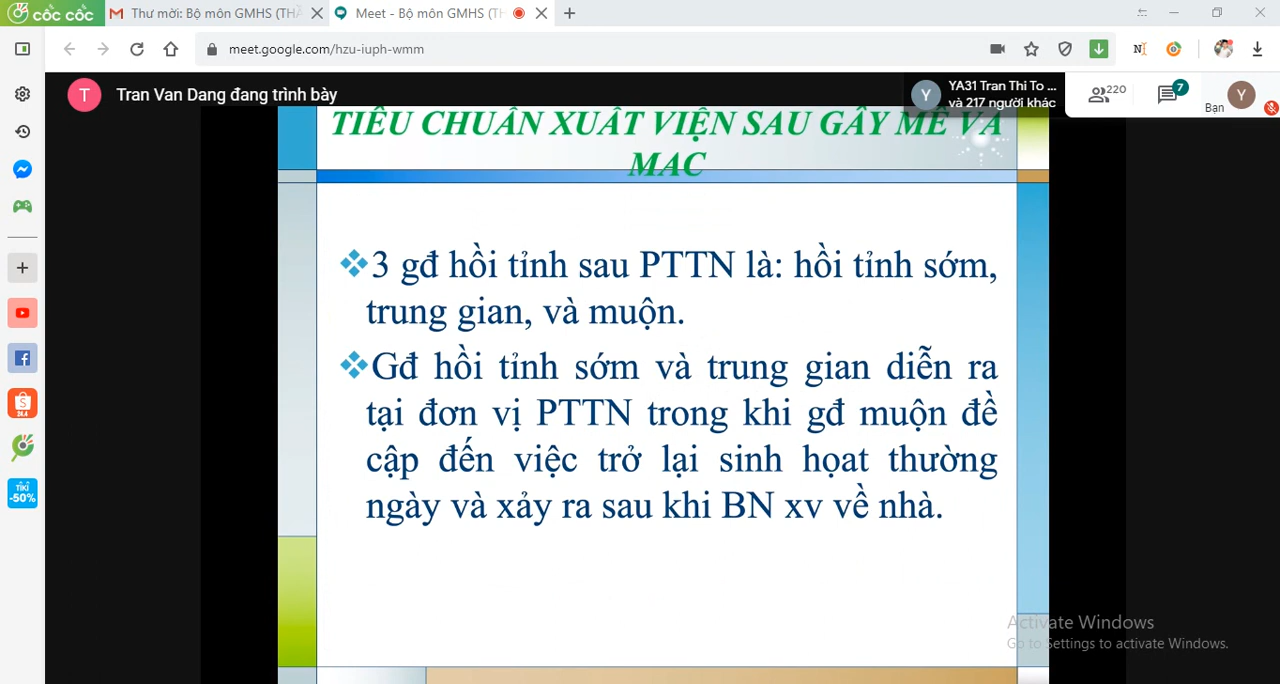 cốc cốc
Thư mời: Bộ môn GMHS (TH
Meet - Bộ môn GMHS (TH
meet.google.com/hzu-iuph-wmm
T
Tran Van Dang đang trình bày
Y
YA31 Tran Thi To ...
và 217 người khác
220
7
Bạn
Y
TIÊU CHUẨN XUẤT VIỆN SAU GÂY MÊ VÀ
MAC
3 gđ hồi tỉnh sau PTTN là: hồi tỉnh sớm,
trung gian, và muộn.
Gđ hồi tỉnh sớm và trung gian diễn ra
tại đơn vị PTTN trong khi gđ muộn đề
cập đến việc trở lại sinh họat thường
ngày và xảy ra sau khi BN xv về nhà.
TIKI
-50%
Activate Windows
Go to Settings to activate Windows.